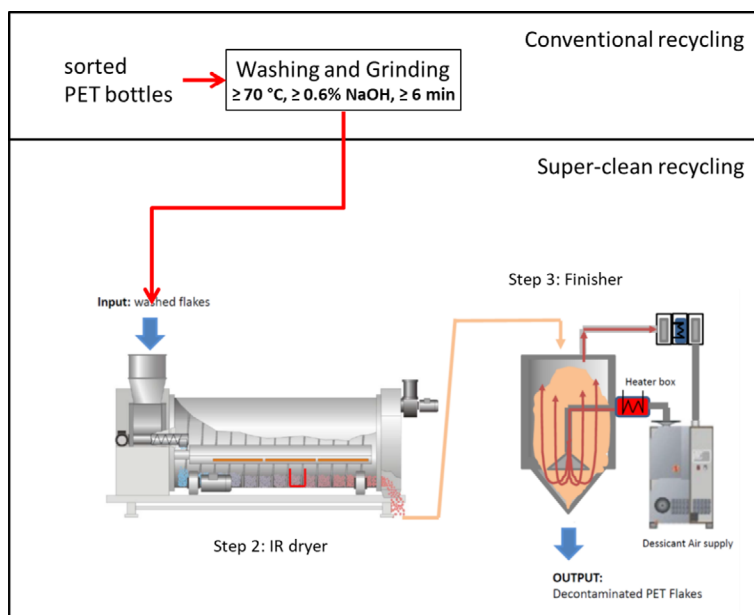 Conventional recycling
sorted
PET bottles
Washing and Grinding
≥ 70 °C, ≥ 0.6% NaOH, ≥ 6 min
Super-clean recycling
Step 3: Finisher
Input: washed flakes
Heater box
Step 2: IR dryer
Dessicant Air supply
OUTPUT:
Decontaminated PET Flakes